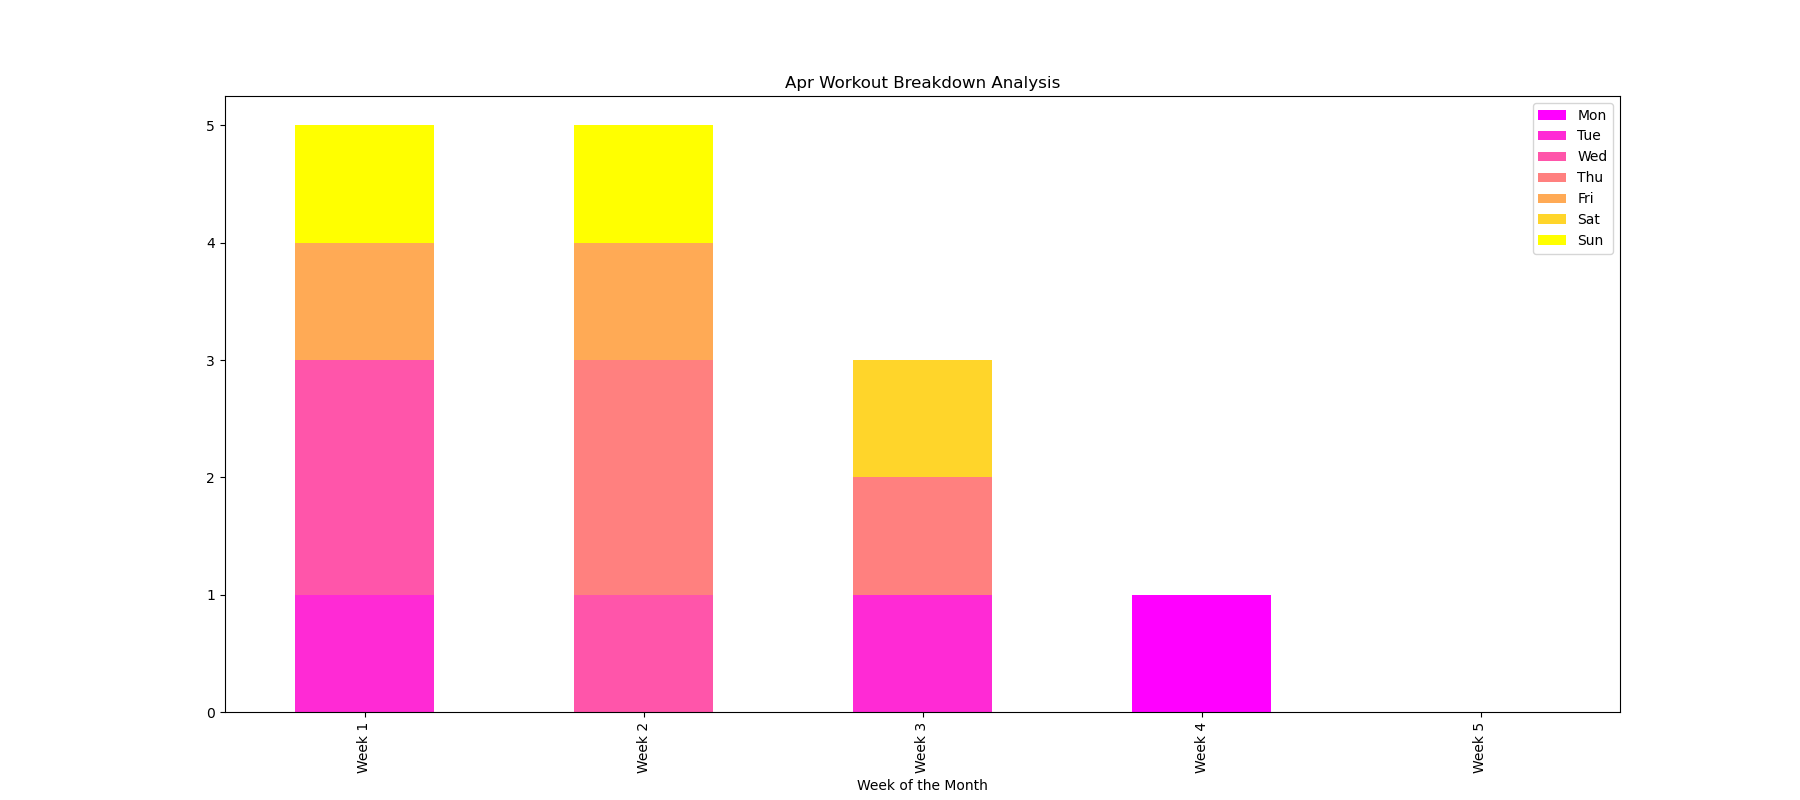 Apr Workout Breakdown Analysis
5
4
3
2
1
0
Mon
Tue
Wed
Thu
Fri
Sat
Sun
Week 1
Week 2
Week 3
Week 4
Week 5
Week of the Month